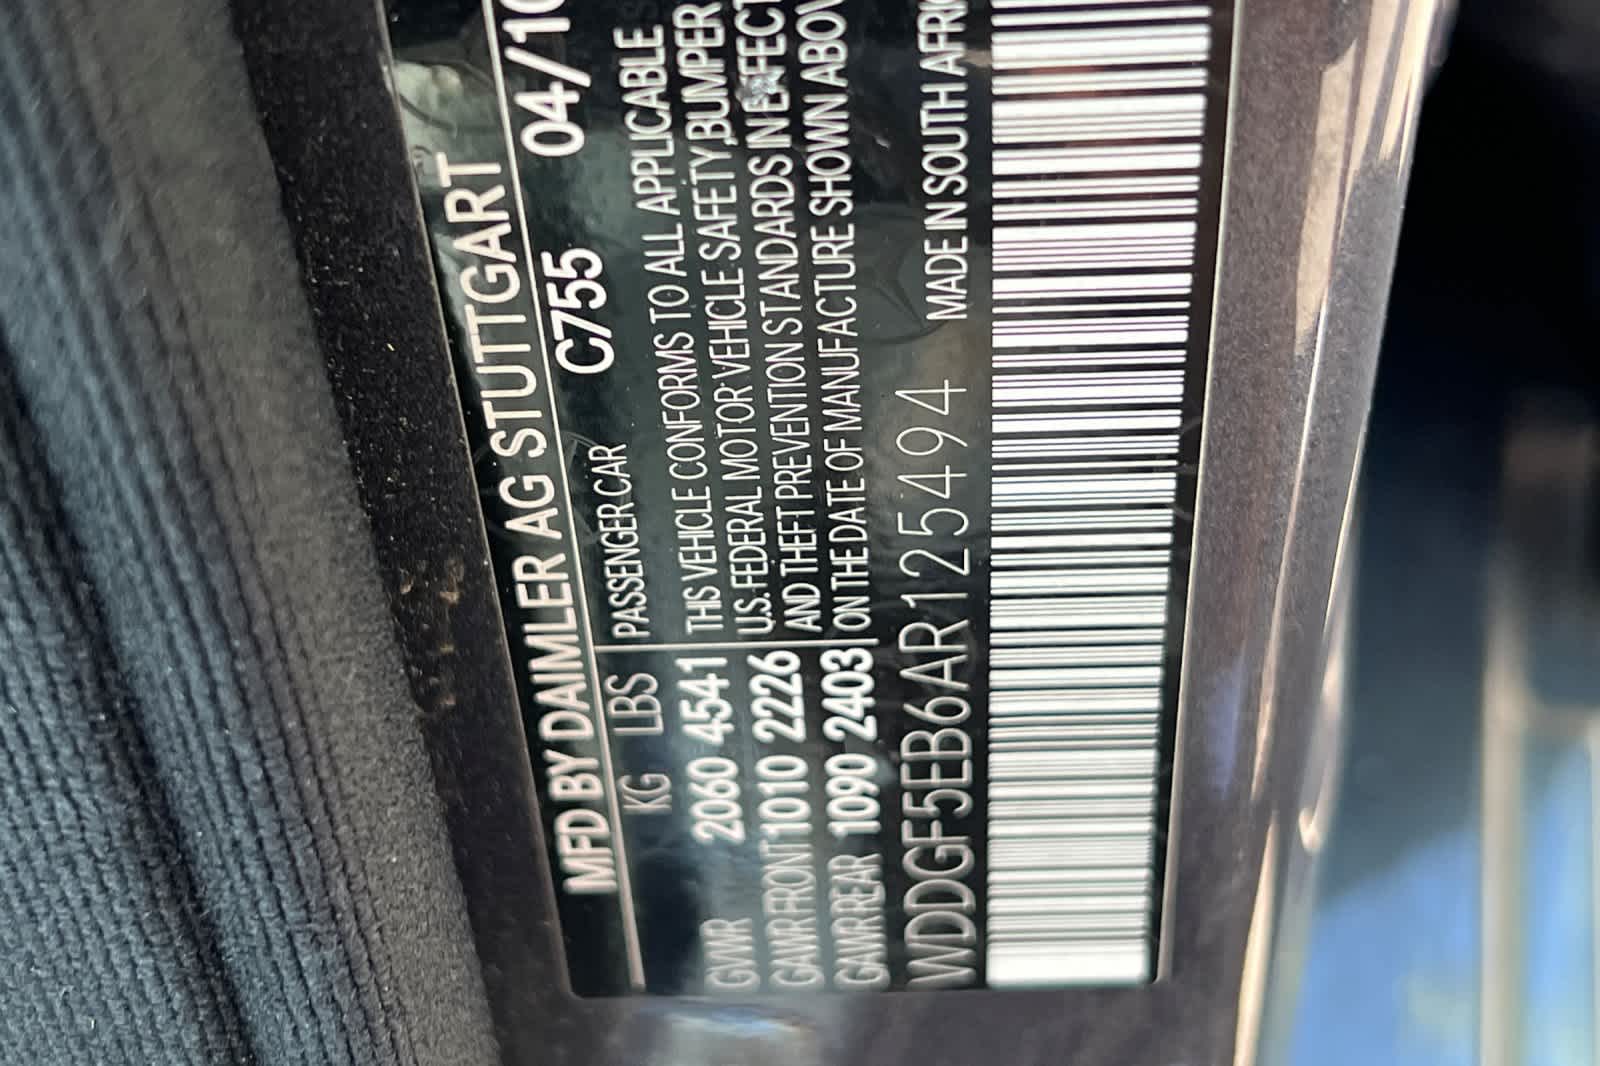 MFD BY DAIMLER AG STUTTGART
KG LBS PASSENGER CAR C755 04/10
GVWR 2060 4541 THIS VEHICLE CONFORMS TO ALL APPLICABLE
GAWR FRONT 1010 2226 U.S. FEDERAL MOTOR VEHICLE SAFETY, BUMPER
GAWR REAR 1090 2403 AND THEFT PREVENTION STANDARDS IN EFFECT
ON THE DATE OF MANUFACTURE SHOWN ABOV
WDDGF5EB6AR125494 MADE IN SOUTH AFRI